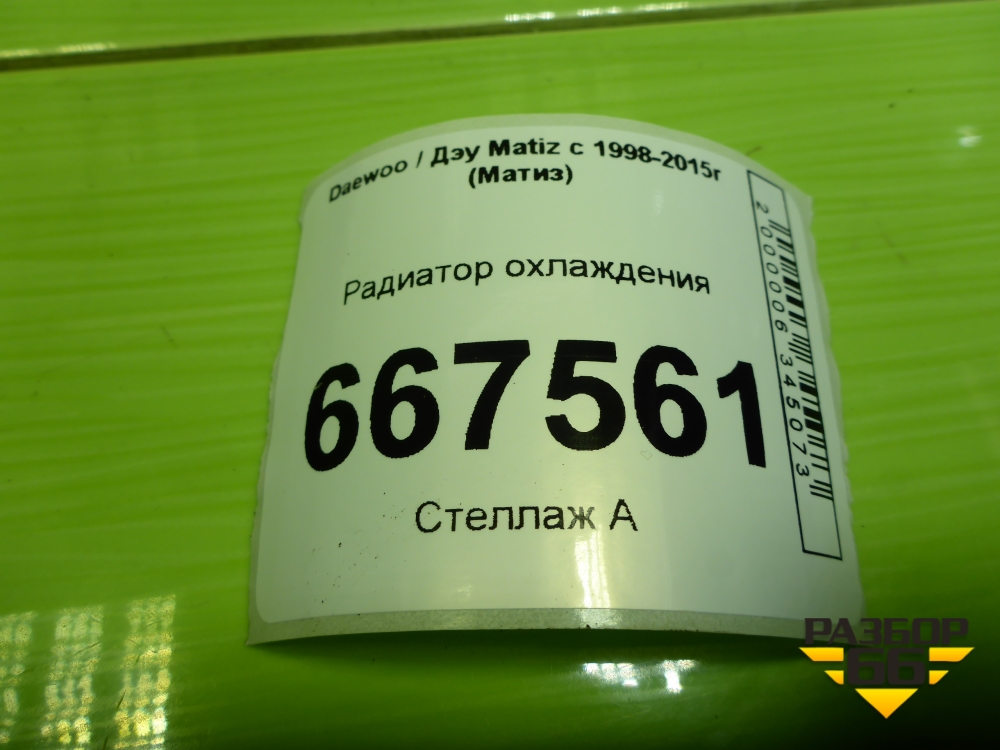 Daewoo / Дэу Matiz с 1998-2015г
(Матиз)
Радиатор охлаждения
667561
Стеллаж А
2000006345073
РАЗБОР
66